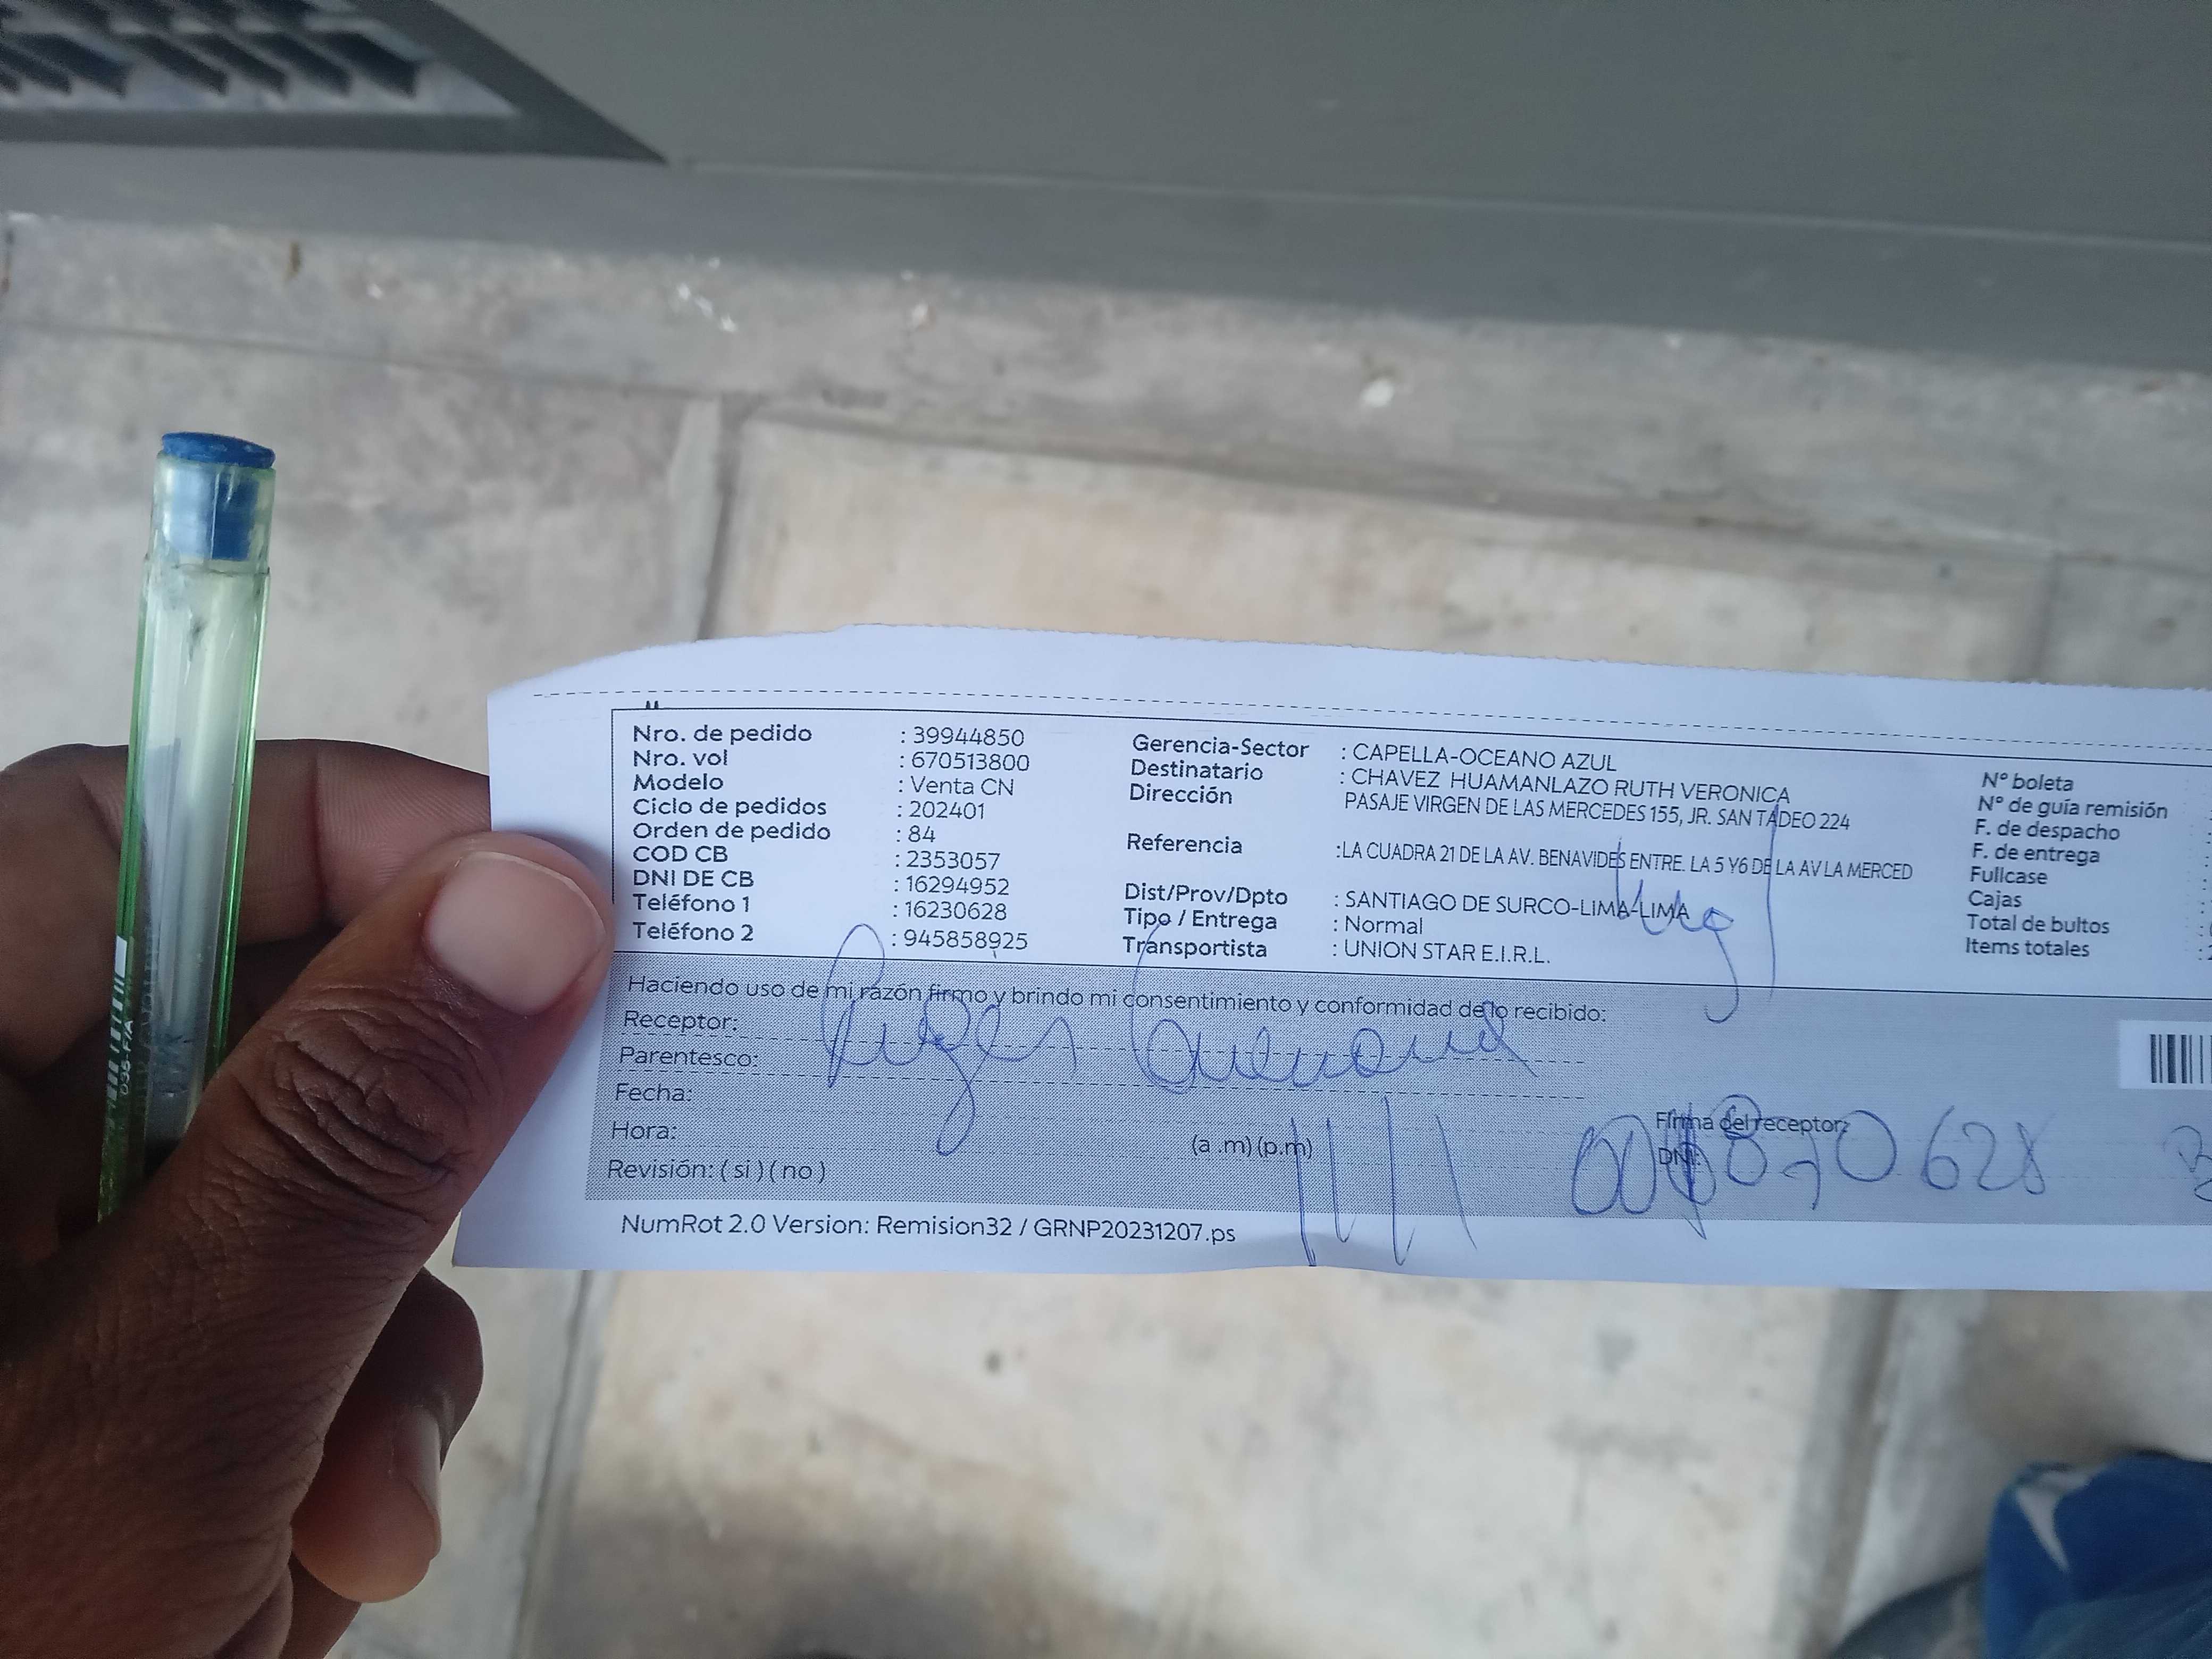 Nro. de pedido : 39944850
Nro. vol : 670513800
Modelo : Venta CN
Ciclo de pedidos : 202401
Orden de pedido : 84
COD CB : 2353057
DNI DE CB : 16294952
Teléfono 1 : 16230628
Teléfono 2 : 945858925
Gerencia-Sector : CAPELLA-OCEANO AZUL
Destinatario : CHAVEZ HUAMANLAZO RUTH VERONICA
Dirección PASAJE VIRGEN DE LAS MERCEDES 155, JR. SAN TADEO 224
Referencia :LA CUADRA 21 DE LA AV. BENAVIDES ENTRE. LA 5 Y6 DE LA AV LA MERCED
Dist/Prov/Dpto : SANTIAGO DE SURCO-LIMA-LIMA
Tipo / Entrega : Normal
Transportista : UNION STAR E.I.R.L.
N° boleta
N° de guía remisión
F. de despacho
F. de entrega
Fullcase
Cajas
Total de bultos
Items totales
Haciendo uso de mi razón firmo y brindo mi consentimiento y conformidad de lo recibido:
Receptor:
Parentesco:
Fecha:
Hora: (a .m) (p.m)
Revisión: ( si ) ( no )
Firma del receptor:
DNI:
NumRot 2.0 Version: Remision32 / GRNP20231207.ps